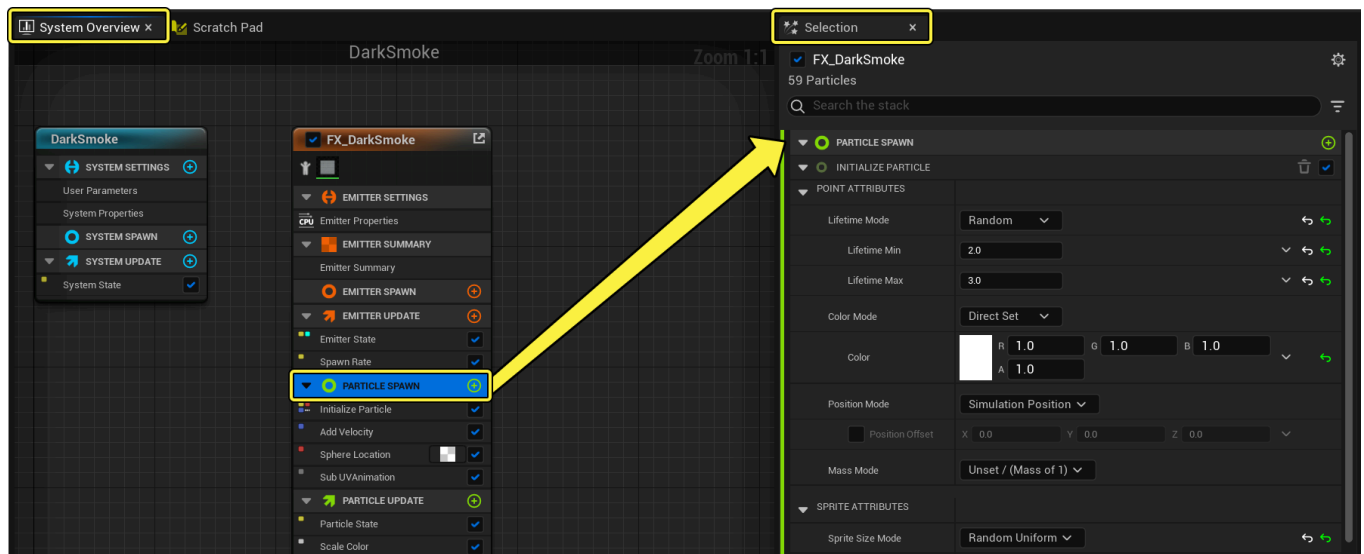 System Overview ×
Scratch Pad
DarkSmoke
Zoom 1:1
DarkSmoke
SYSTEM SETTINGS
User Parameters
System Properties
SYSTEM SPAWN
SYSTEM UPDATE
System State
FX_DarkSmoke
EMITTER SETTINGS
CPU Emitter Properties
EMITTER SUMMARY
Emitter Summary
EMITTER SPAWN
EMITTER UPDATE
Emitter State
Spawn Rate
PARTICLE SPAWN
Initialize Particle
Add Velocity
Sphere Location
Sub UVAnimation
PARTICLE UPDATE
Particle State
Scale Color
Selection ×
FX_DarkSmoke
59 Particles
Search the stack
PARTICLE SPAWN
INITIALIZE PARTICLE
POINT ATTRIBUTES
Lifetime Mode Random
Lifetime Min 2.0
Lifetime Max 3.0
Color Mode Direct Set
Color R 1.0 G 1.0 B 1.0
A 1.0
Position Mode Simulation Position
Position Offset X 0.0 Y 0.0 Z 0.0
Mass Mode Unset / (Mass of 1)
SPRITE ATTRIBUTES
Sprite Size Mode Random Uniform